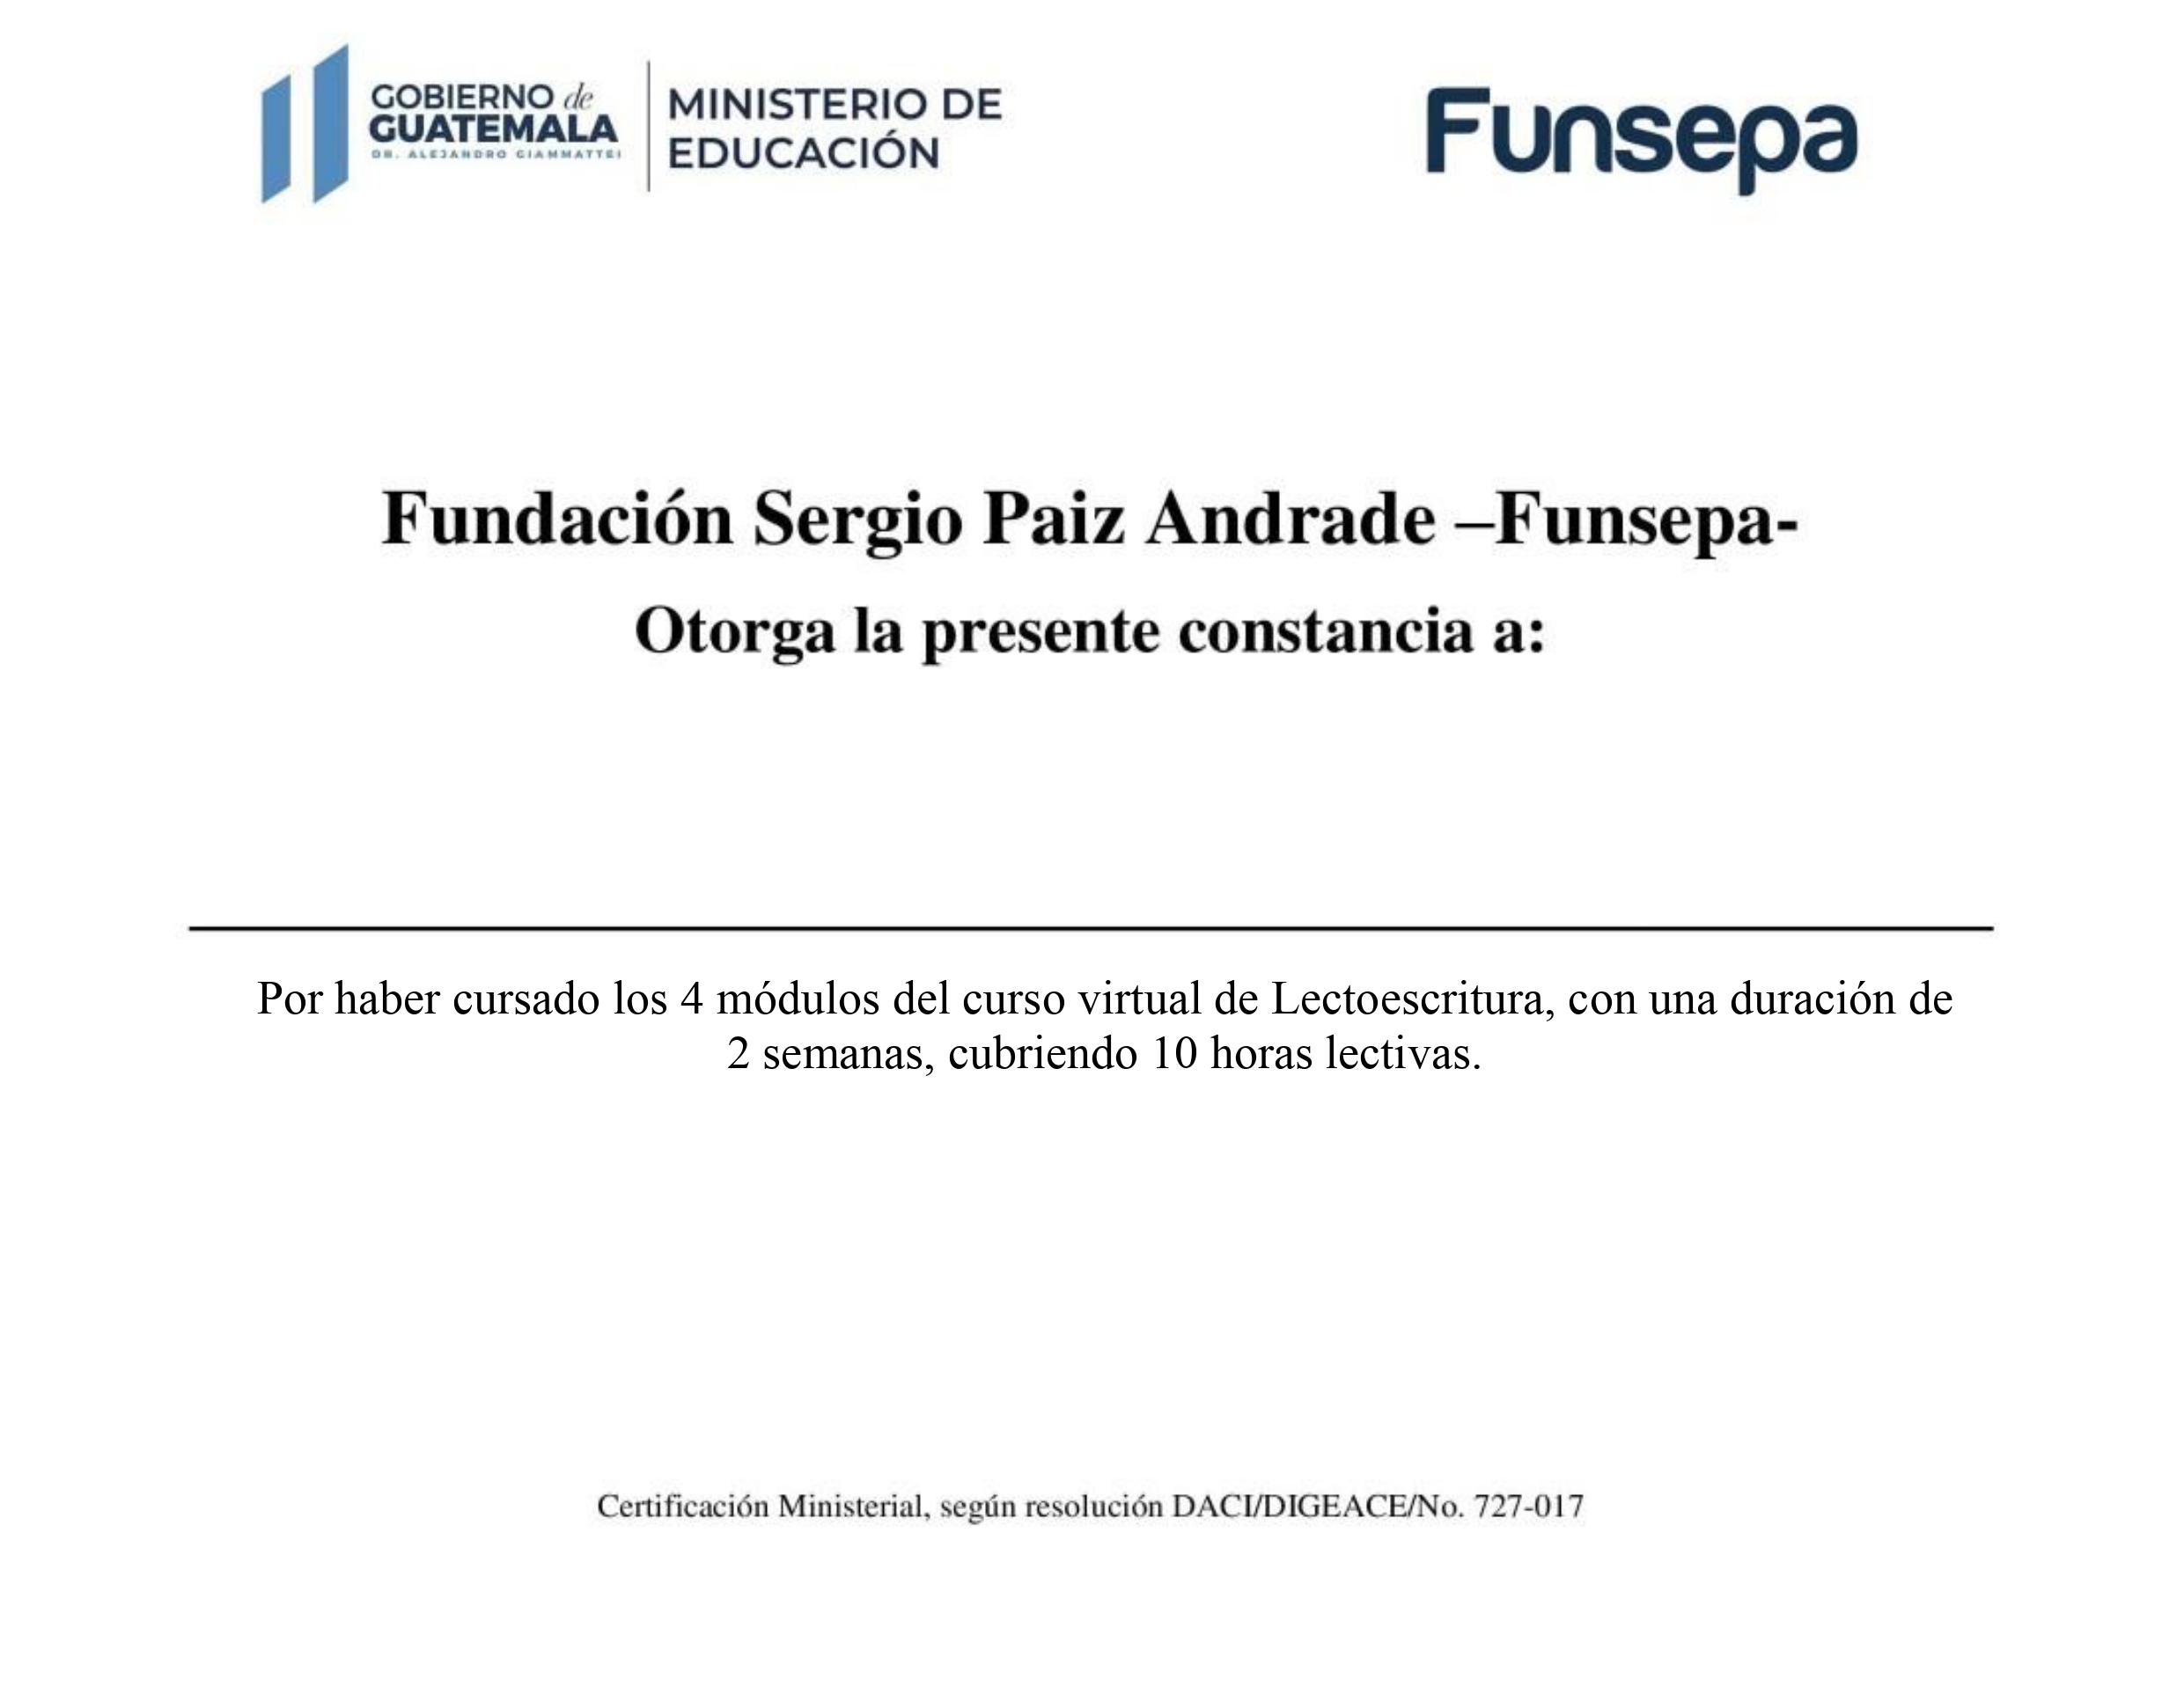 GOBIERNO de
GUATEMALA
DR. ALEJANDRO GIAMMATTEI
MINISTERIO DE
EDUCACIÓN
Funsepa
Fundación Sergio Paiz Andrade –Funsepa-
Otorga la presente constancia a:
Por haber cursado los 4 módulos del curso virtual de Lectoescritura, con una duración de
2 semanas, cubriendo 10 horas lectivas.
Certificación Ministerial, según resolución DACI/DIGEACE/No. 727-017